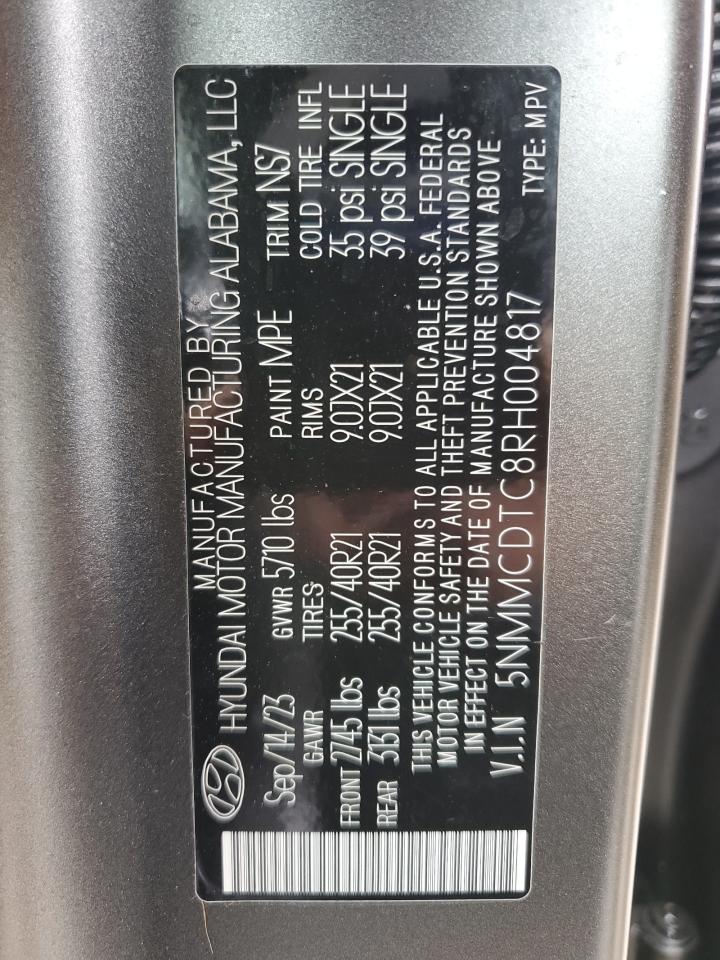 MANUFACTURED BY
HYUNDAI MOTOR MANUFACTURING ALABAMA, LLC
Sep/14/23 GVWR 5710 lbs PAINT MPE TRIM NS7
GAWR TIRES RIMS COLD TIRE INFL
FRONT 2745 lbs 255/40R21 9.0JX21 35 psi SINGLE
REAR 3131 lbs 255/40R21 9.0JX21 39 psi SINGLE
THIS VEHICLE CONFORMS TO ALL APPLICABLE U.S.A. FEDERAL
MOTOR VEHICLE SAFETY AND THEFT PREVENTION STANDARDS
IN EFFECT ON THE DATE OF MANUFACTURE SHOWN ABOVE
V.I.N 5NMMCDTC8RH004817 TYPE: MPV